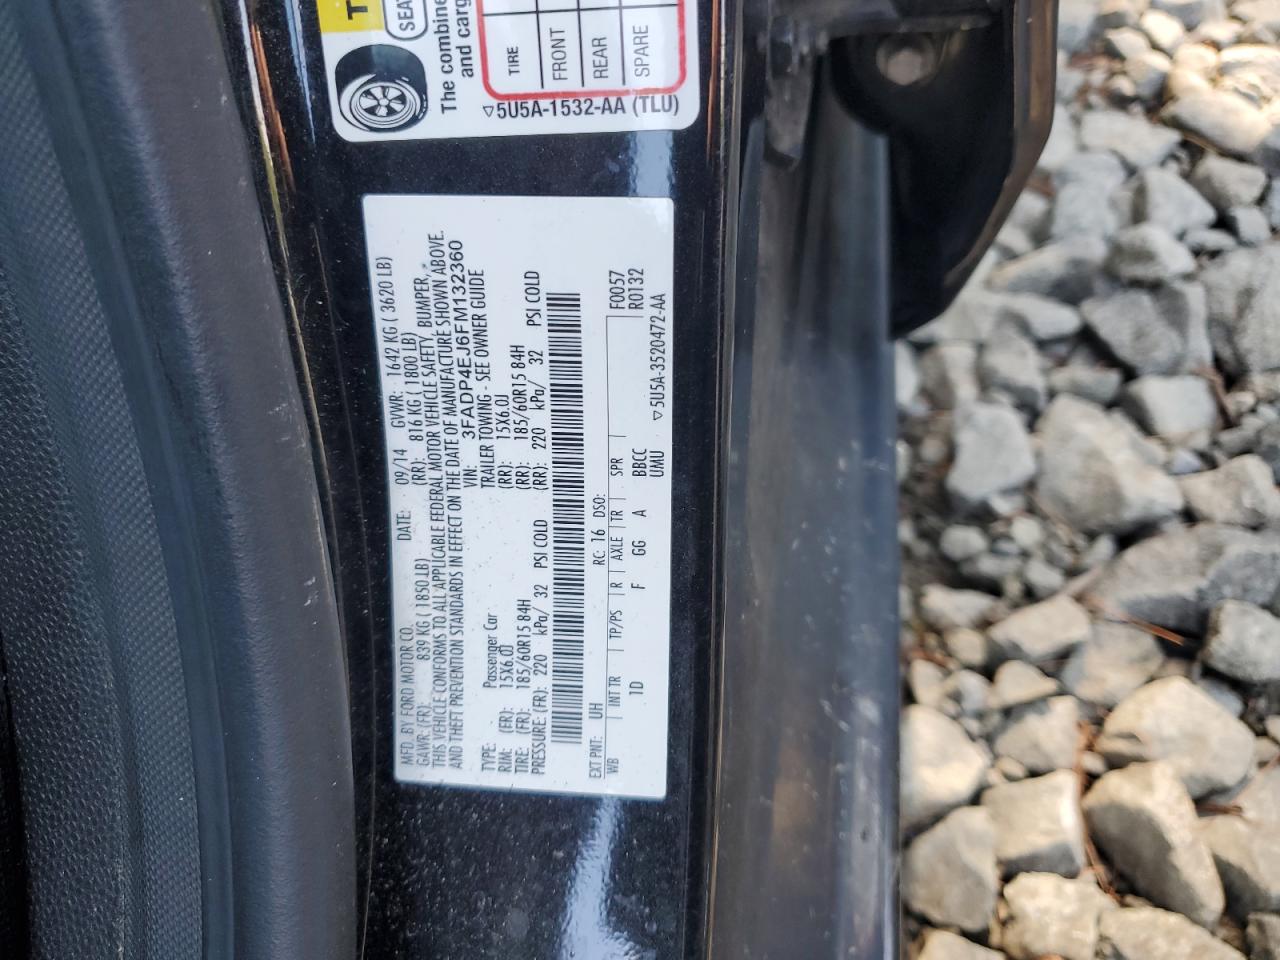 MFD. BY FORD MOTOR CO.
DATE: 09/14 GVWR: 1642 KG ( 3620 LB)
GAWR: (FR): 839 KG ( 1850 LB) (RR): 816 KG ( 1800 LB)
THIS VEHICLE CONFORMS TO ALL APPLICABLE FEDERAL MOTOR VEHICLE SAFETY, BUMPER,
AND THEFT PREVENTION STANDARDS IN EFFECT ON THE DATE OF MANUFACTURE SHOWN ABOVE.
VIN: 3FADP4EJ6FM132360
TYPE: Passenger Car TRAILER TOWING - SEE OWNER GUIDE
RIM: (FR): 15X6.0J (RR): 15X6.0J
TIRE: (FR): 185/60R15 84H (RR): 185/60R15 84H
PRESSURE: (FR): 220 kPa/ 32 PSI COLD (RR): 220 kPa/ 32 PSI COLD
EXT PNT: UH RC: 16 DSO: F0057
WB INT TR TP/PS R AXLE TR SPR R0132
1D F GG A BBCC
UMU
▽5U5A-3520472-AA
T
SEA
The combine
and carg
TIRE
FRONT
REAR
SPARE
▽5U5A-1532-AA (TLU)